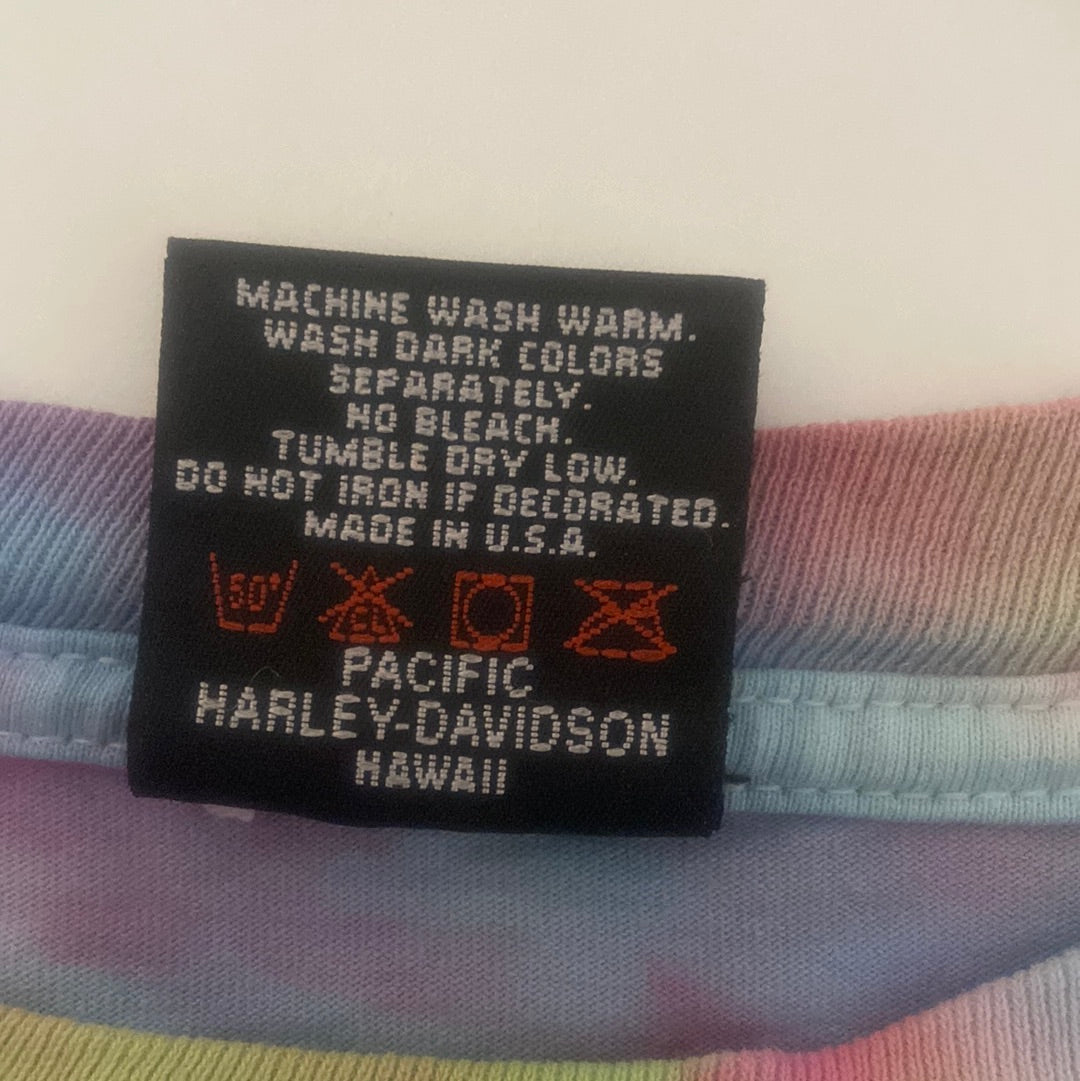 MACHINE WASH WARM.
WASH DARK COLORS
SEPARATELY.
NO BLEACH.
TUMBLE DRY LOW.
DO NOT IRON IF DECORATED.
MADE IN U.S.A.
CL
PACIFIC
HARLEY-DAVIDSON
HAWAII